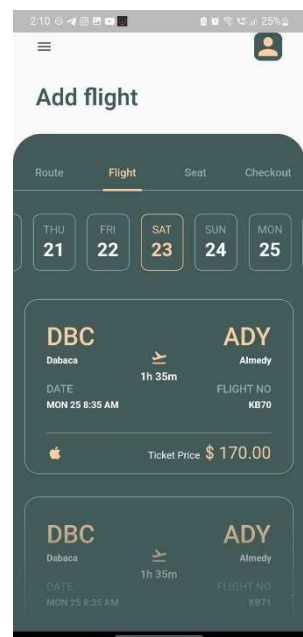 2:10 25%
Add flight
Route Flight Seat Checkout
THU FRI SAT SUN MON
21 22 23 24 25
DBC ADY
Dabaca Almedy
1h 35m
DATE FLIGHT NO
MON 25 8:35 AM KB70
Ticket Price $ 170.00
DBC ADY
Dabaca Almedy
1h 35m
DATE FLIGHT NO
MON 25 8:35 AM KB71